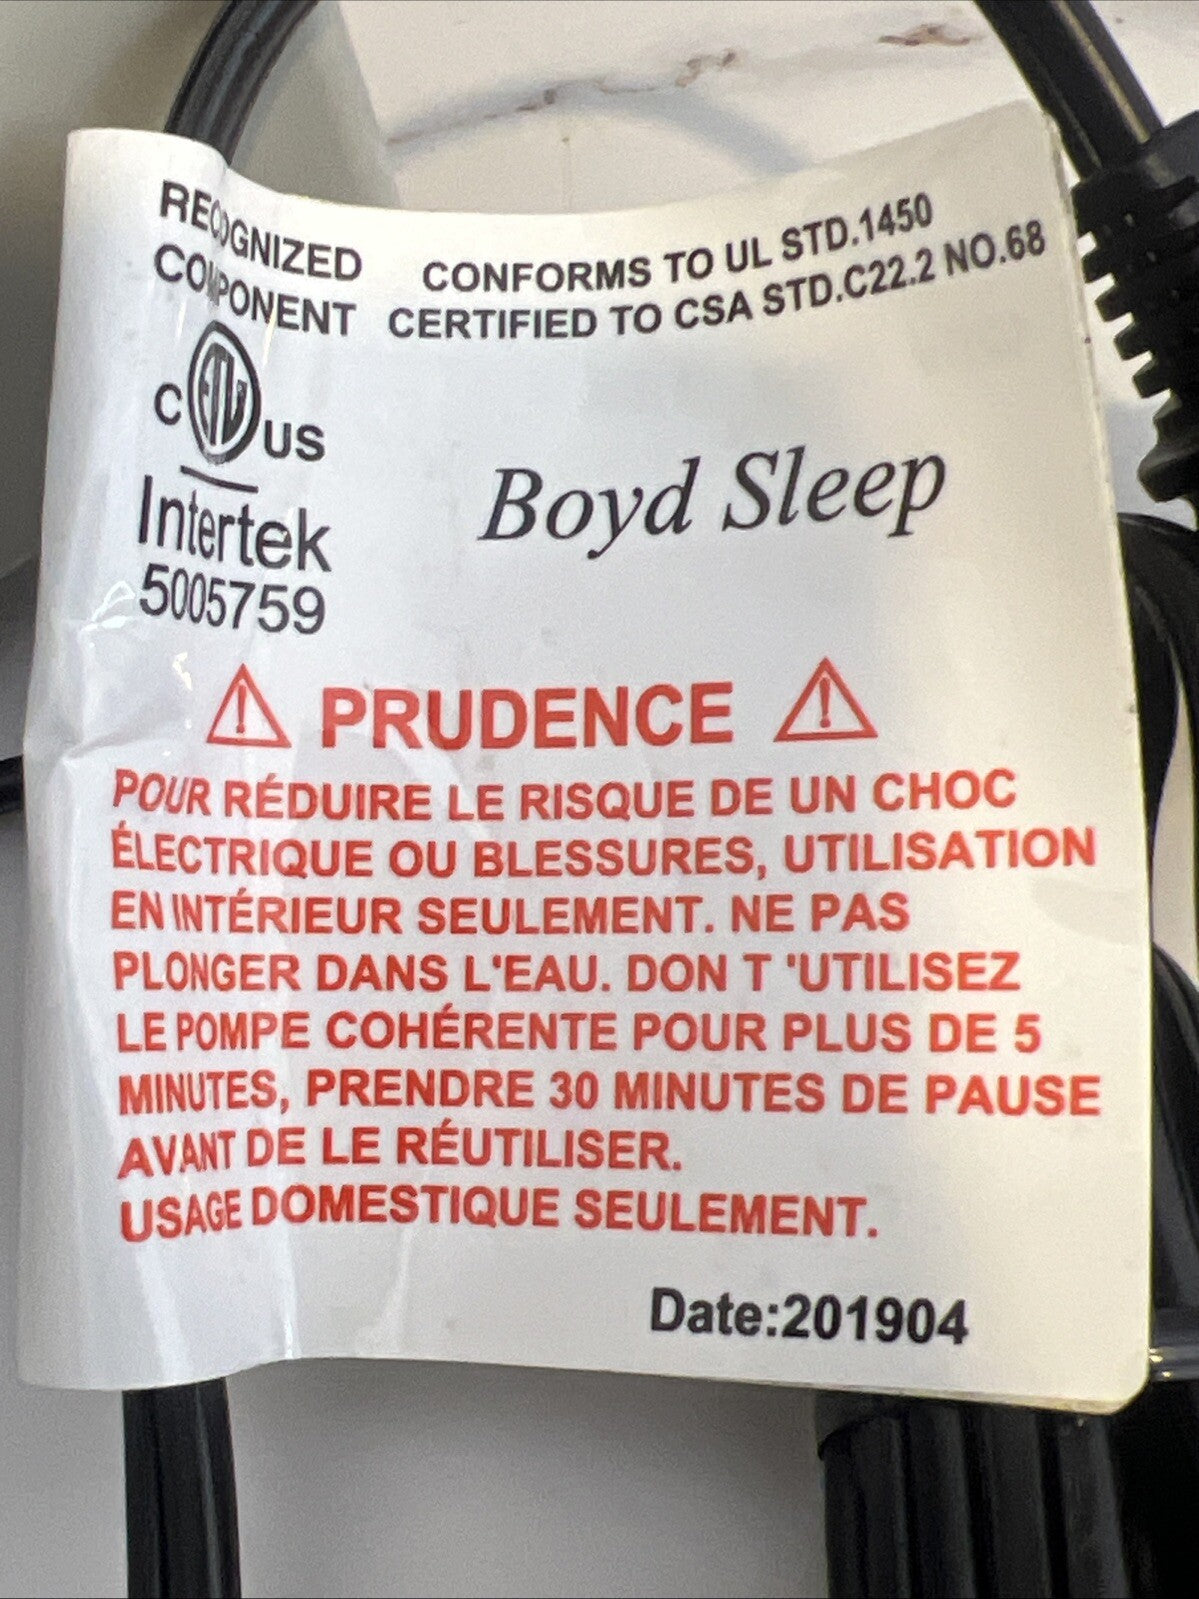 RECOGNIZED
COMPONENT
CONFORMS TO UL STD.1450
CERTIFIED TO CSA STD.C22.2 NO.68
C ETL US
Intertek
5005759
Boyd Sleep
PRUDENCE
POUR RÉDUIRE LE RISQUE DE UN CHOC
ÉLECTRIQUE OU BLESSURES, UTILISATION
EN INTÉRIEUR SEULEMENT. NE PAS
PLONGER DANS L'EAU. DON T 'UTILISEZ
LE POMPE COHÉRENTE POUR PLUS DE 5
MINUTES, PRENDRE 30 MINUTES DE PAUSE
AVANT DE LE RÉUTILISER.
USAGE DOMESTIQUE SEULEMENT.
Date:201904